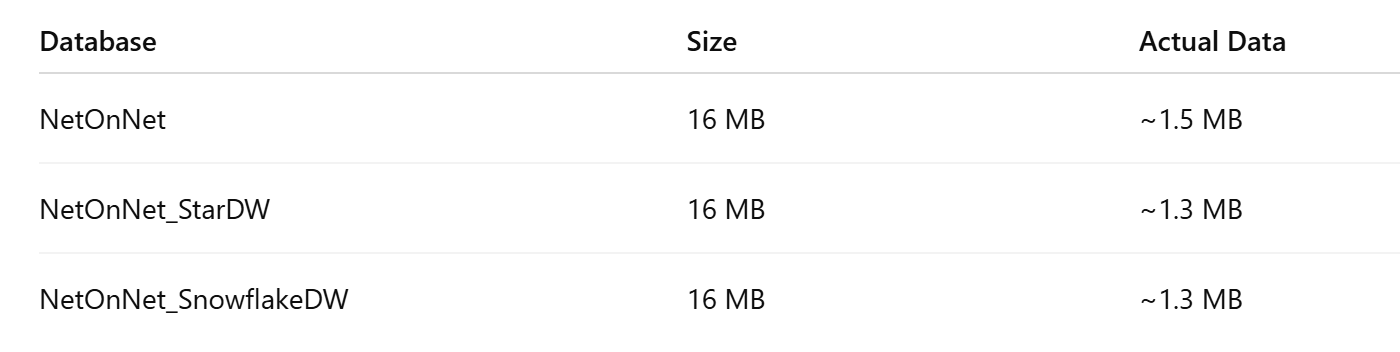 Database Size Actual Data
NetOnNet 16 MB ~1.5 MB
NetOnNet_StarDW 16 MB ~1.3 MB
NetOnNet_SnowflakeDW 16 MB ~1.3 MB